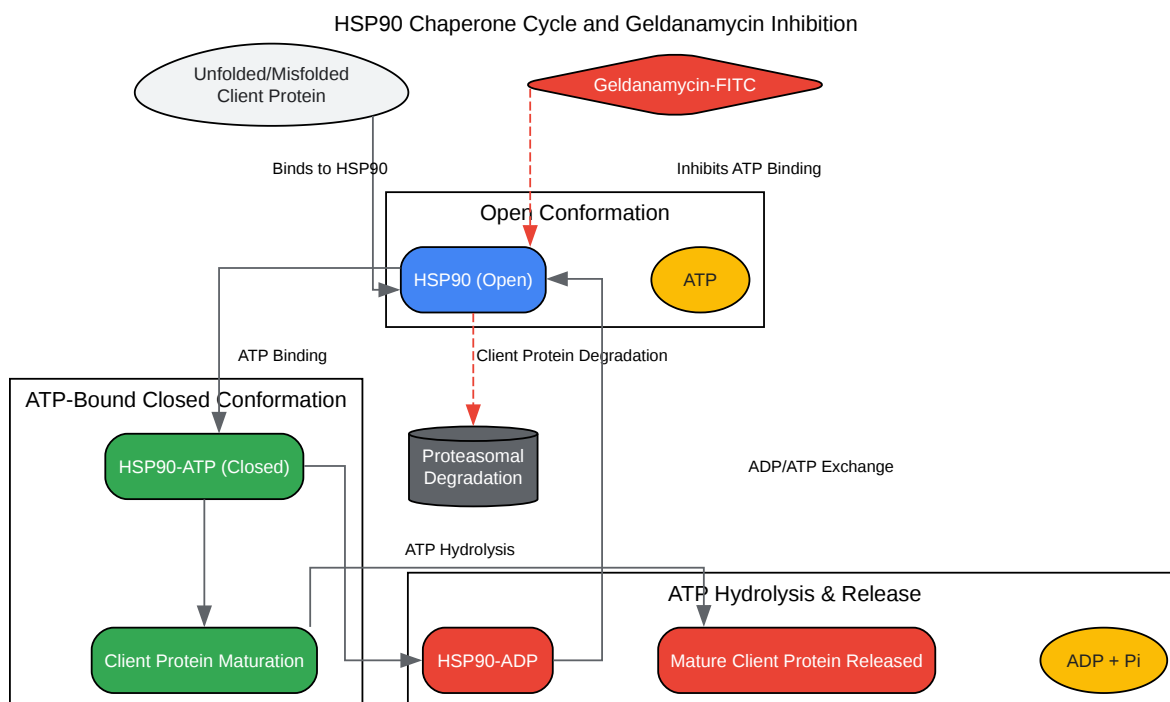 HSP90 Chaperone Cycle and Geldanamycin Inhibition
Unfolded/Misfolded
Client Protein
Geldanamycin-FITC
Binds to HSP90
Inhibits ATP Binding
Open Conformation
HSP90 (Open)
ATP
ATP Binding
Client Protein Degradation
ATP-Bound Closed Conformation
HSP90-ATP (Closed)
Proteasomal
Degradation
ADP/ATP Exchange
ATP Hydrolysis
ATP Hydrolysis & Release
Client Protein Maturation
HSP90-ADP
Mature Client Protein Released
ADP + Pi